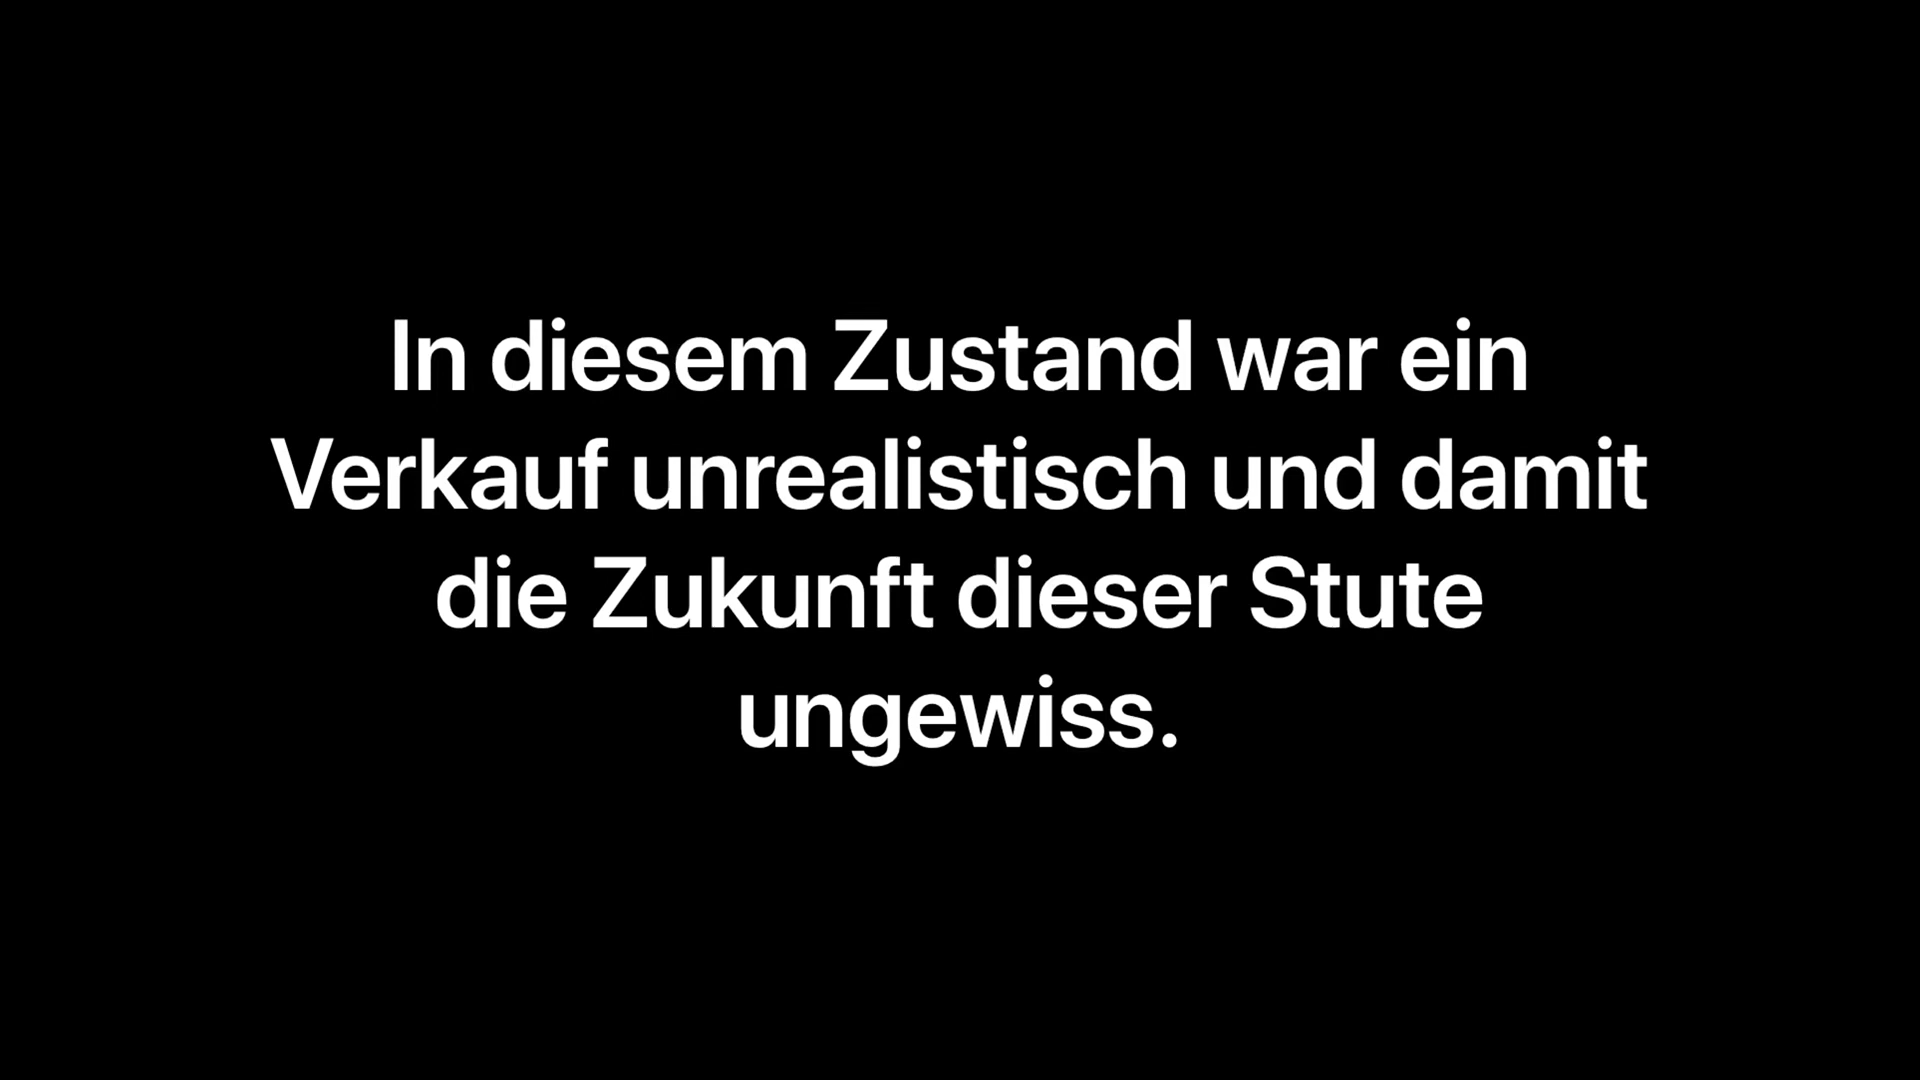 In diesem Zustand war ein
Verkauf unrealistisch und damit
die Zukunft dieser Stute
ungewiss.